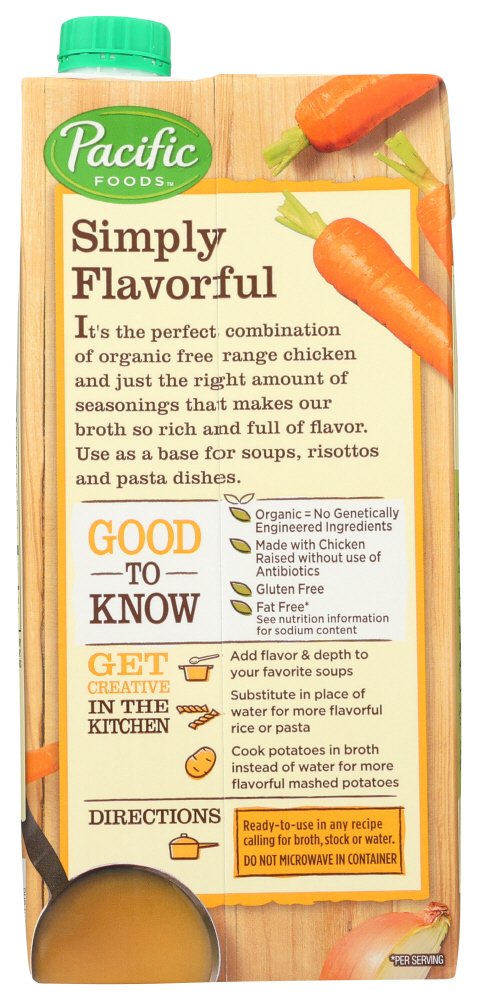 Pacific
FOODS™
Simply
Flavorful
It's the perfect combination
of organic free range chicken
and just the right amount of
seasonings that makes our
broth so rich and full of flavor.
Use as a base for soups, risottos
and pasta dishes.
GOOD
TO
KNOW
Organic = No Genetically
Engineered Ingredients
Made with Chicken
Raised without use of
Antibiotics
Gluten Free
Fat Free*
See nutrition information
for sodium content
GET
CREATIVE
IN THE
KITCHEN
Add flavor & depth to
your favorite soups
Substitute in place of
water for more flavorful
rice or pasta
Cook potatoes in broth
instead of water for more
flavorful mashed potatoes
DIRECTIONS
Ready-to-use in any recipe
calling for broth, stock or water.
DO NOT MICROWAVE IN CONTAINER
*PER SERVING